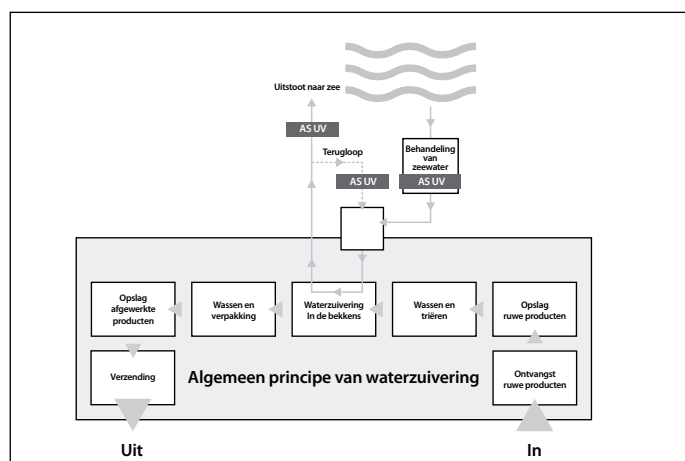 Uitstoot naar zee
AS UV
Terugloop
AS UV
Behandeling
van
zeewater
AS UV
Opslag
afgewerkte
producten
Wassen en
verpakking
Waterzuivering
In de bekkens
Wassen en
triëren
Opslag
ruwe producten
Verzending
Algemeen principe van waterzuivering
Ontvangst
ruwe producten
Uit
In